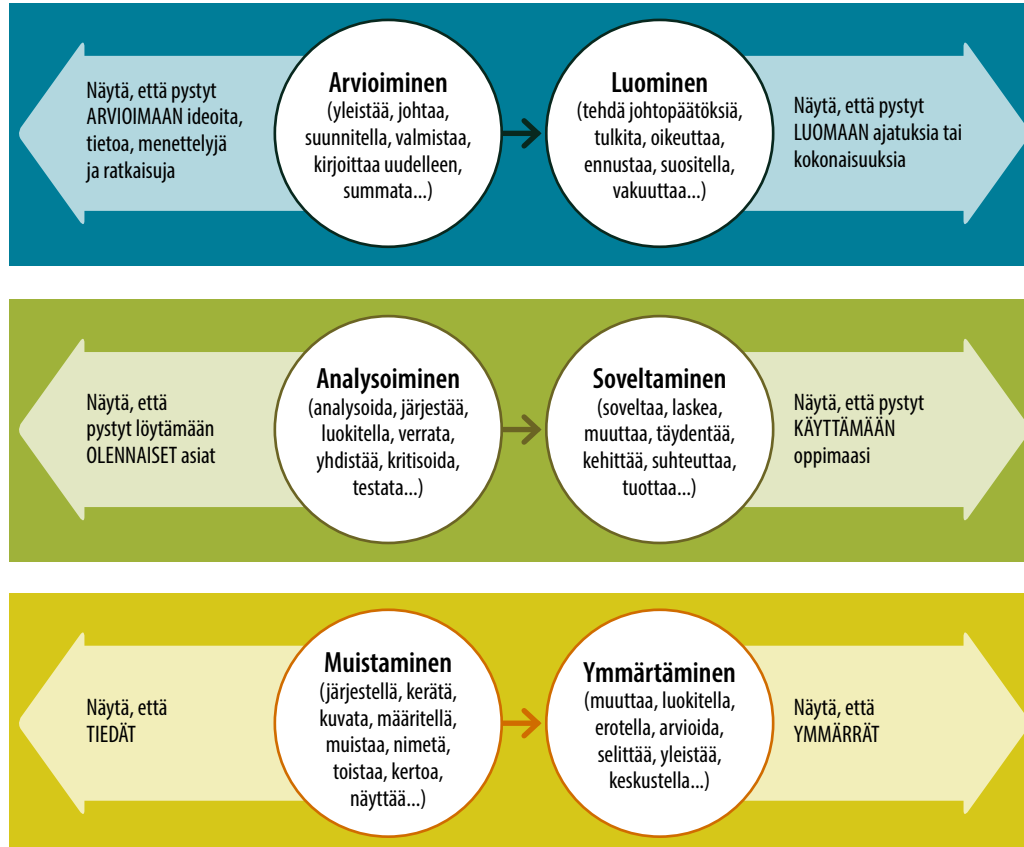 Näytä, että pystyt
ARVIOIMAAN ideoita,
tietoa, menettelyjä
ja ratkaisuja
Arvioiminen
(yleistää, johtaa,
suunnitella, valmistaa,
kirjoittaa uudelleen,
summata...)
Luominen
(tehdä johtopäätöksiä,
tulkita, oikeuttaa,
ennustaa, suositella,
vakuuttaa...)
Näytä, että pystyt
LUOMAAN ajatuksia tai
kokonaisuuksia
Näytä, että
pystyt löytämään
OLENNAISET asiat
Analysoiminen
(analysoida, järjestää,
luokitella, verrata,
yhdistää, kritisoida,
testata...)
Soveltaminen
(soveltaa, laskea,
muuttaa, täydentää,
kehittää, suhteuttaa,
tuottaa...)
Näytä, että pystyt
KÄYTTÄMÄÄN
oppimaasi
Näytä, että
TIEDÄT
Muistaminen
(järjestellä, kerätä,
kuvata, määritellä,
muistaa, nimetä,
toistaa, kertoa,
näyttää...)
Ymmärtäminen
(muuttaa, luokitella,
erotella, arvioida,
selittää, yleistää,
keskustella...)
Näytä, että
YMMÄRRÄT